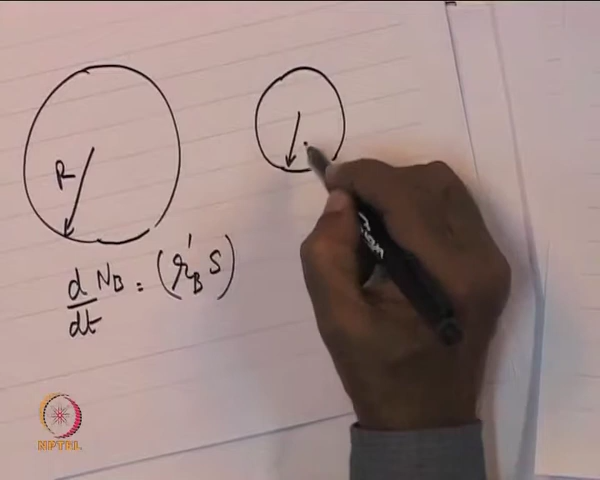 R
d/dt N_B = (r'_B S)
NPTEL